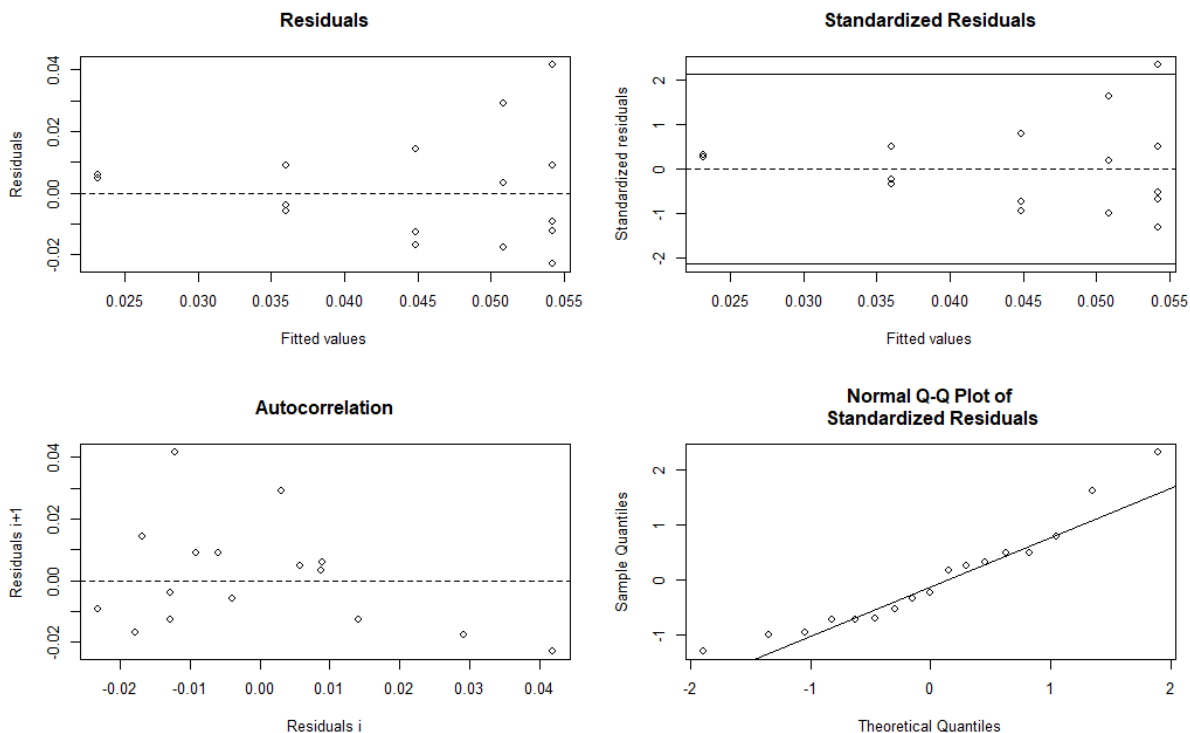 Residuals
Residuals
-0.02 0.00 0.02 0.04
0.025 0.030 0.035 0.040 0.045 0.050 0.055
Fitted values
Standardized Residuals
Standardized residuals
-2 -1 0 1 2
0.025 0.030 0.035 0.040 0.045 0.050 0.055
Fitted values
Autocorrelation
Residuals i+1
-0.02 0.00 0.02 0.04
-0.02 -0.01 0.00 0.01 0.02 0.03 0.04
Residuals i
Normal Q-Q Plot of
Standardized Residuals
Sample Quantiles
-1 0 1 2
-2 -1 0 1 2
Theoretical Quantiles